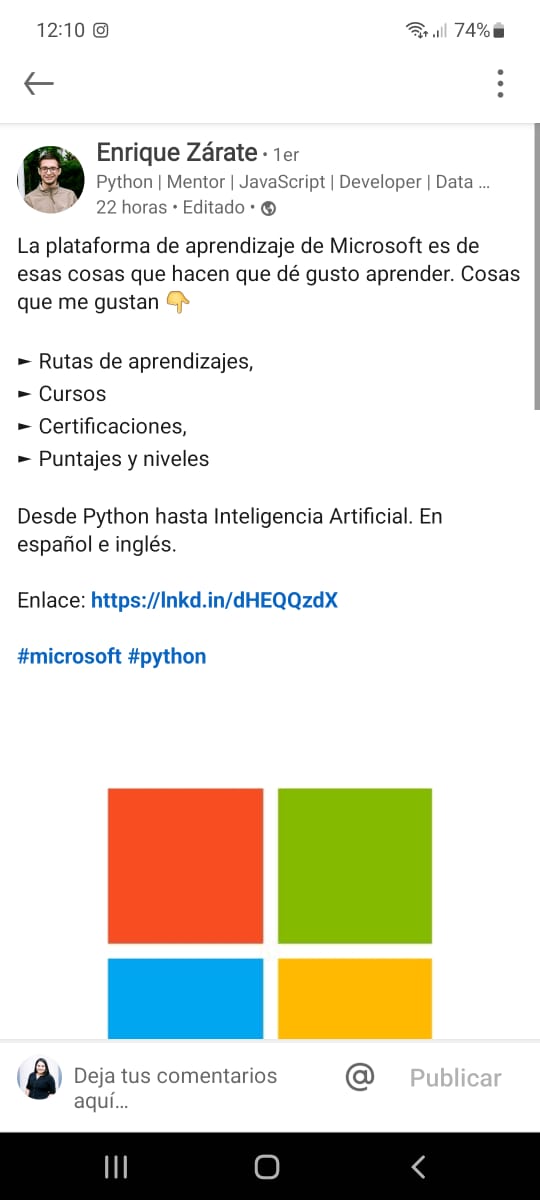 12:10
74%
Enrique Zárate · 1er
Python | Mentor | JavaScript | Developer | Data ...
22 horas • Editado •
La plataforma de aprendizaje de Microsoft es de
esas cosas que hacen que dé gusto aprender. Cosas
que me gustan 👇
► Rutas de aprendizajes,
► Cursos
► Certificaciones,
► Puntajes y niveles
Desde Python hasta Inteligencia Artificial. En
español e inglés.
Enlace: https://lnkd.in/dHEQQzdX
#microsoft #python
Deja tus comentarios
aquí...
@
Publicar